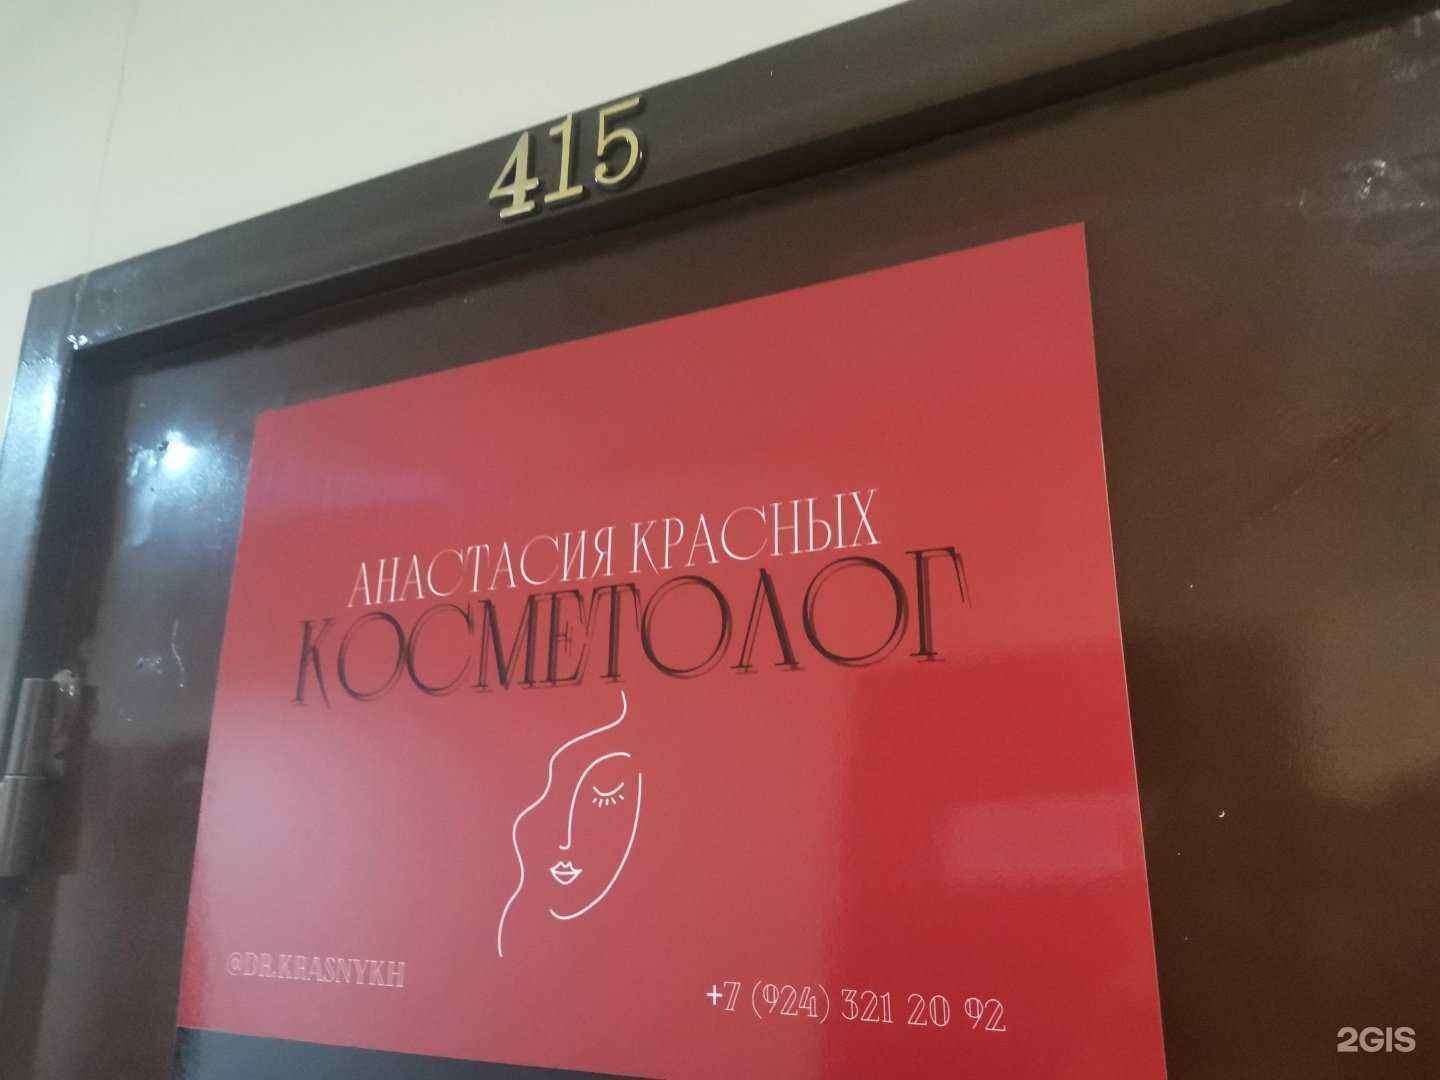 415
АНАСТАСИЯ КРАСНЫХ
КОСМЕТОЛОГ
@DR.KRASNYKH
+7 (924) 321 20 92
2GIS